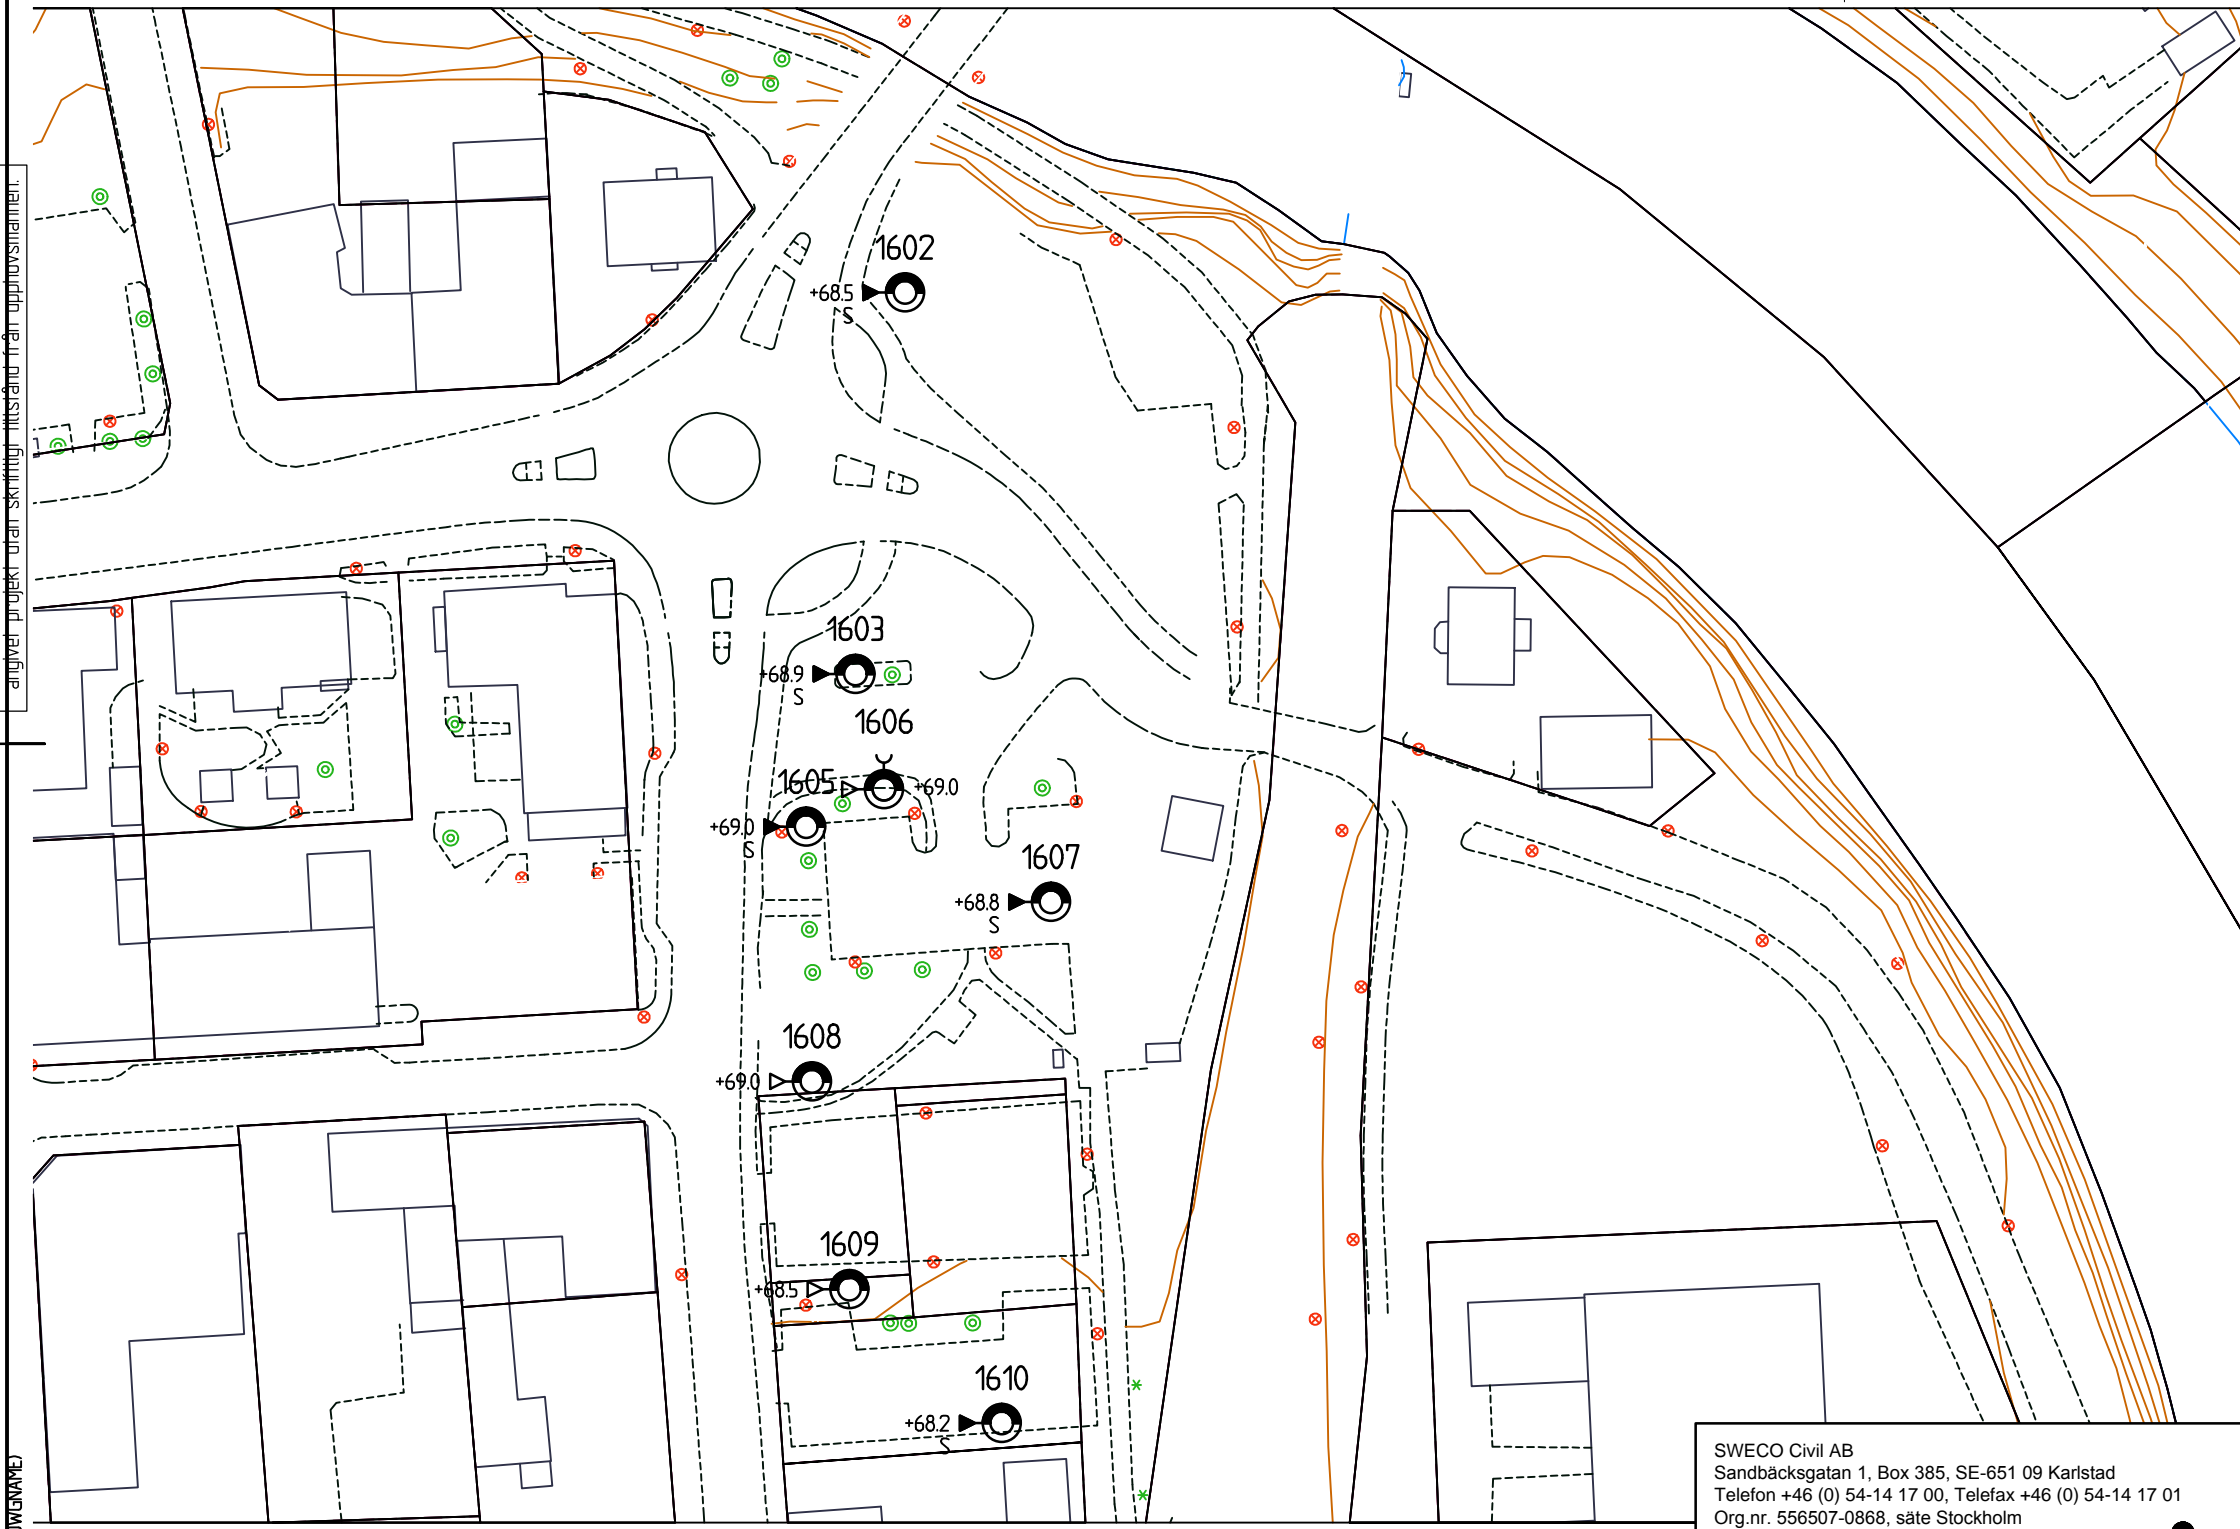 1602
+68.5
S
1603
+68.9
S
1606
+69.0
1605
+69.0
S
1607
+68.8
S
1608
+69.0
1609
+68.5
1610
+68.2
S
SWECO Civil AB
Sandbäcksgatan 1, Box 385, SE-651 09 Karlstad
Telefon +46 (0) 54-14 17 00, Telefax +46 (0) 54-14 17 01
Org.nr. 556507-0868, säte Stockholm